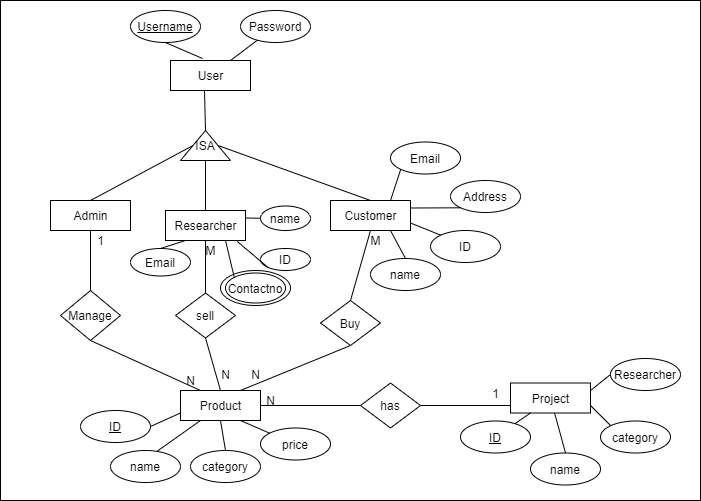 Username
Password
User
ISA
Email
Address
Admin
Researcher
name
Customer
1
M
M
ID
Email
ID
name
Contactno
Manage
sell
Buy
N
N
N
Researcher
Product
N
has
1
Project
ID
name
category
price
ID
name
category